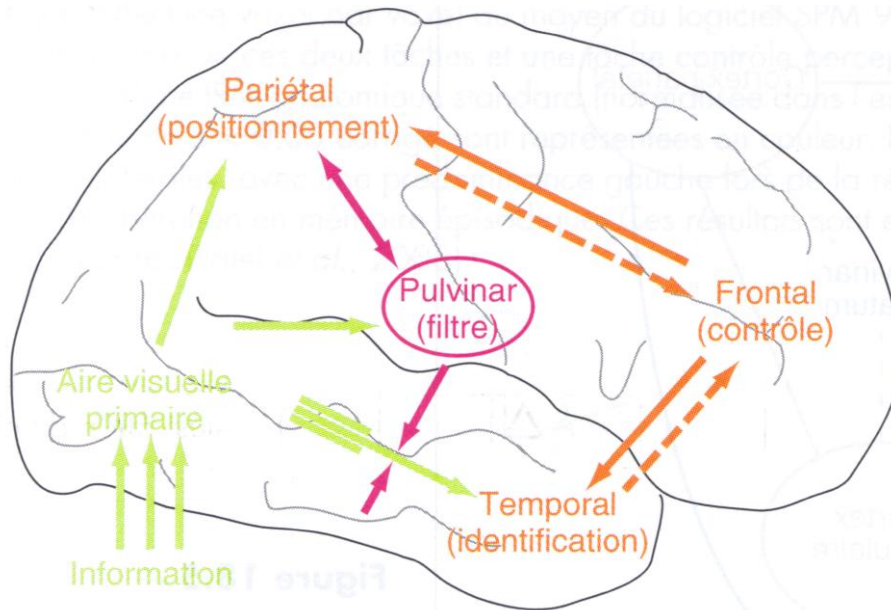 Pariétal
(positionnement)
Pulvinar
(filtre)
Frontal
(contrôle)
Aire visuelle
primaire
Temporal
(identification)
Information